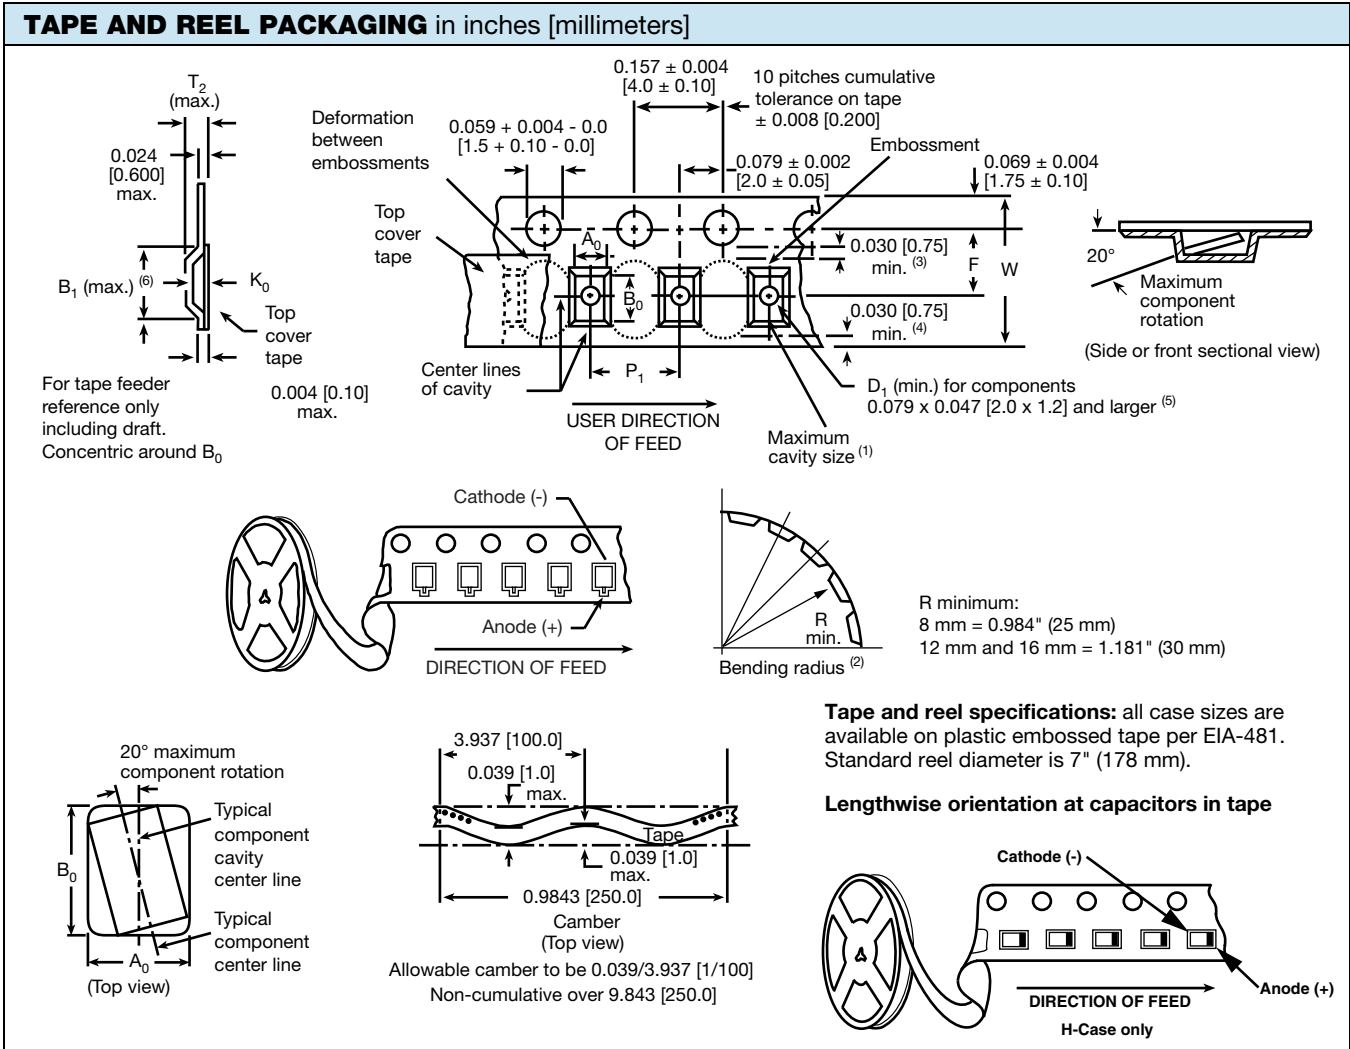 TAPE AND REEL PACKAGING in inches [millimeters]
T2
(max.)
0.024
[0.600]
max.
B1 (max.) (6)
K0
Top
cover
tape
0.004 [0.10]
max.
For tape feeder
reference only
including draft.
Concentric around B0
Deformation
between
embossments
Top
cover
tape
0.059 + 0.004 - 0.0
[1.5 + 0.10 - 0.0]
0.157 ± 0.004
[4.0 ± 0.10]
10 pitches cumulative
tolerance on tape
± 0.008 [0.200]
0.079 ± 0.002
[2.0 ± 0.05]
Embossment
0.069 ± 0.004
[1.75 ± 0.10]
A0
B0
0.030 [0.75]
min. (3)
F
W
0.030 [0.75]
min. (4)
Center lines
of cavity
P1
USER DIRECTION
OF FEED
D1 (min.) for components
0.079 x 0.047 [2.0 x 1.2] and larger (5)
Maximum
cavity size (1)
20°
Maximum
component
rotation
(Side or front sectional view)
Cathode (-)
Anode (+)
DIRECTION OF FEED
R
min.
Bending radius (2)
R minimum:
8 mm = 0.984" (25 mm)
12 mm and 16 mm = 1.181" (30 mm)
20° maximum
component rotation
Typical
component
cavity
center line
B0
Typical
component
center line
A0
(Top view)
3.937 [100.0]
0.039 [1.0]
max.
Tape
0.039 [1.0]
max.
0.9843 [250.0]
Camber
(Top view)
Allowable camber to be 0.039/3.937 [1/100]
Non-cumulative over 9.843 [250.0]
Tape and reel specifications: all case sizes are
available on plastic embossed tape per EIA-481.
Standard reel diameter is 7" (178 mm).
Lengthwise orientation at capacitors in tape
Cathode (-)
Anode (+)
DIRECTION OF FEED
H-Case only